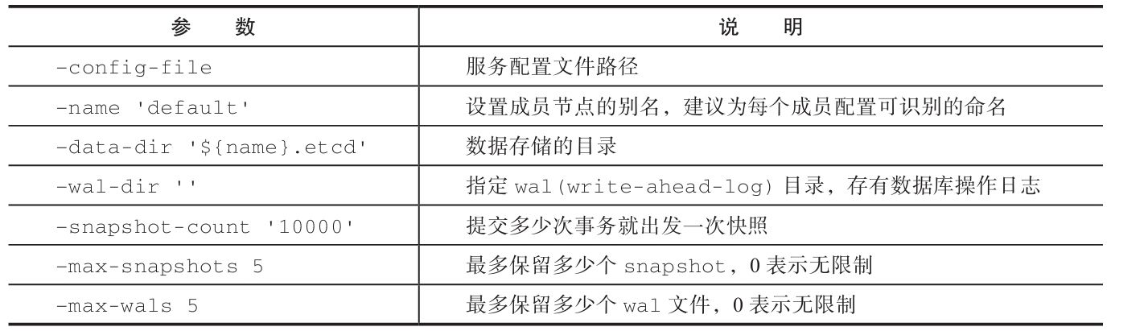 参 数 说 明
-config-file 服务配置文件路径
-name 'default' 设置成员节点的别名，建议为每个成员配置可识别的命名
-data-dir '${name}.etcd' 数据存储的目录
-wal-dir '' 指定 wal(write-ahead-log) 目录，存有数据库操作日志
-snapshot-count '10000' 提交多少次事务就出发一次快照
-max-snapshots 5 最多保留多少个 snapshot，0 表示无限制
-max-wals 5 最多保留多少个 wal 文件，0 表示无限制